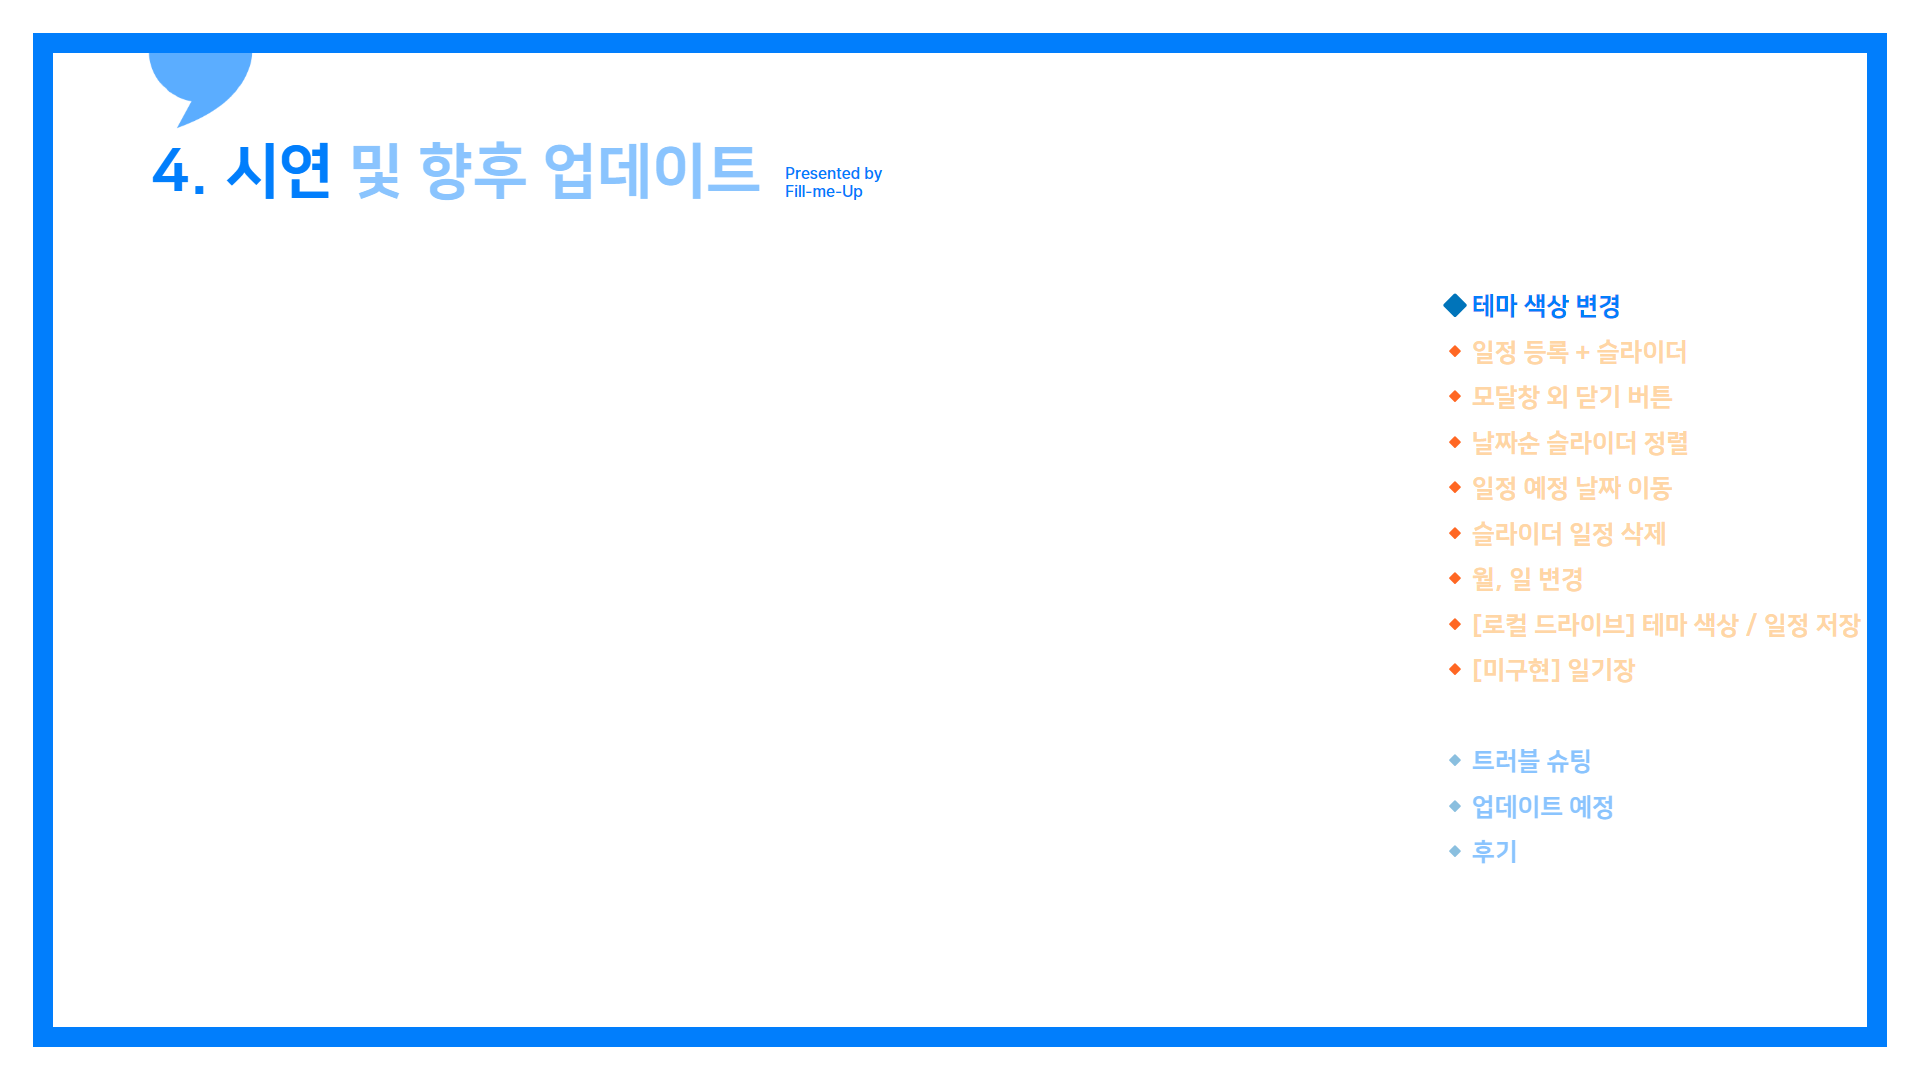 4. 시연 및 향후 업데이트
Presented by
Fill-me-Up
테마 색상 변경
일정 등록 + 슬라이더
모달창 외 닫기 버튼
날짜순 슬라이더 정렬
일정 예정 날짜 이동
슬라이더 일정 삭제
월, 일 변경
[로컬 드라이브] 테마 색상 / 일정 저장
[미구현] 일기장
트러블 슈팅
업데이트 예정
후기